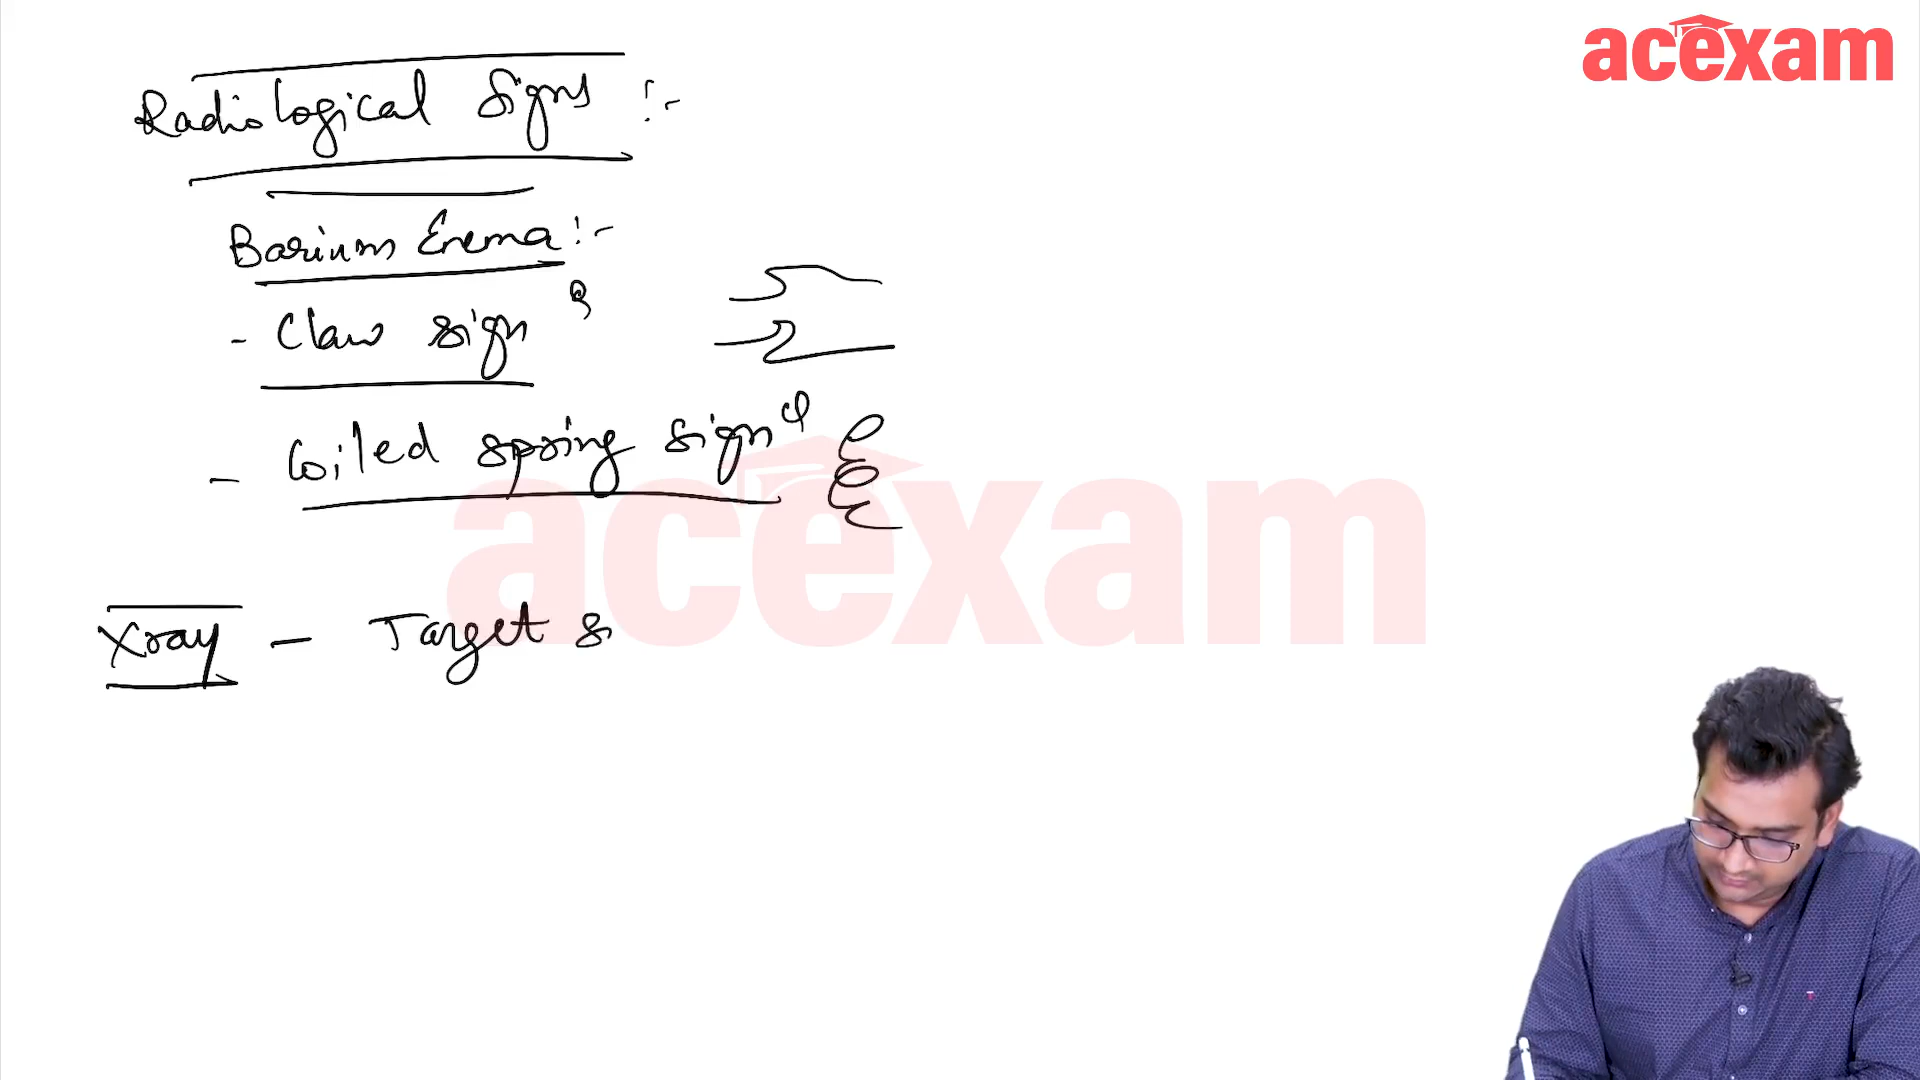 acexam
Radiological Signs :-
Barium Enema :-
- Claw sign
- Coiled spring sign
Xray - Target s
acexam